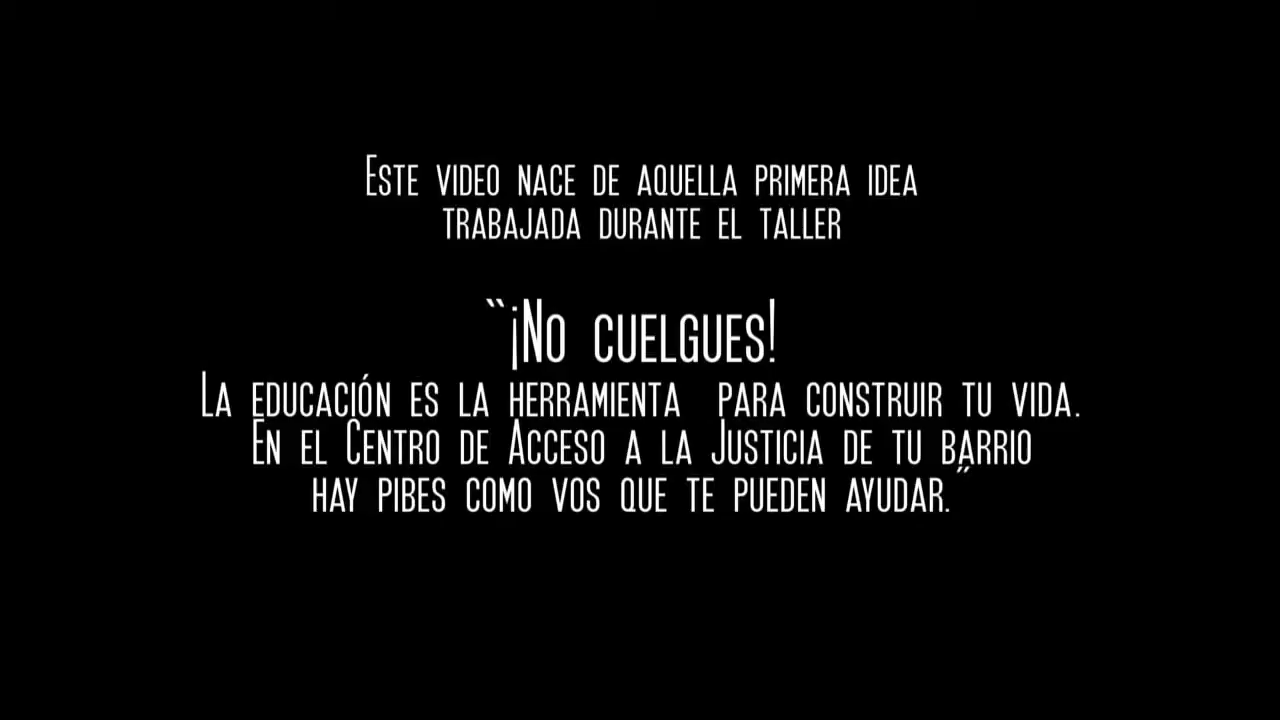 Este video nace de aquella primera idea
trabajada durante el taller
“¡No cuelgues!
La educación es la herramienta para construir tu vida.
En el Centro de Acceso a la Justicia de tu barrio
hay pibes como vos que te pueden ayudar.”